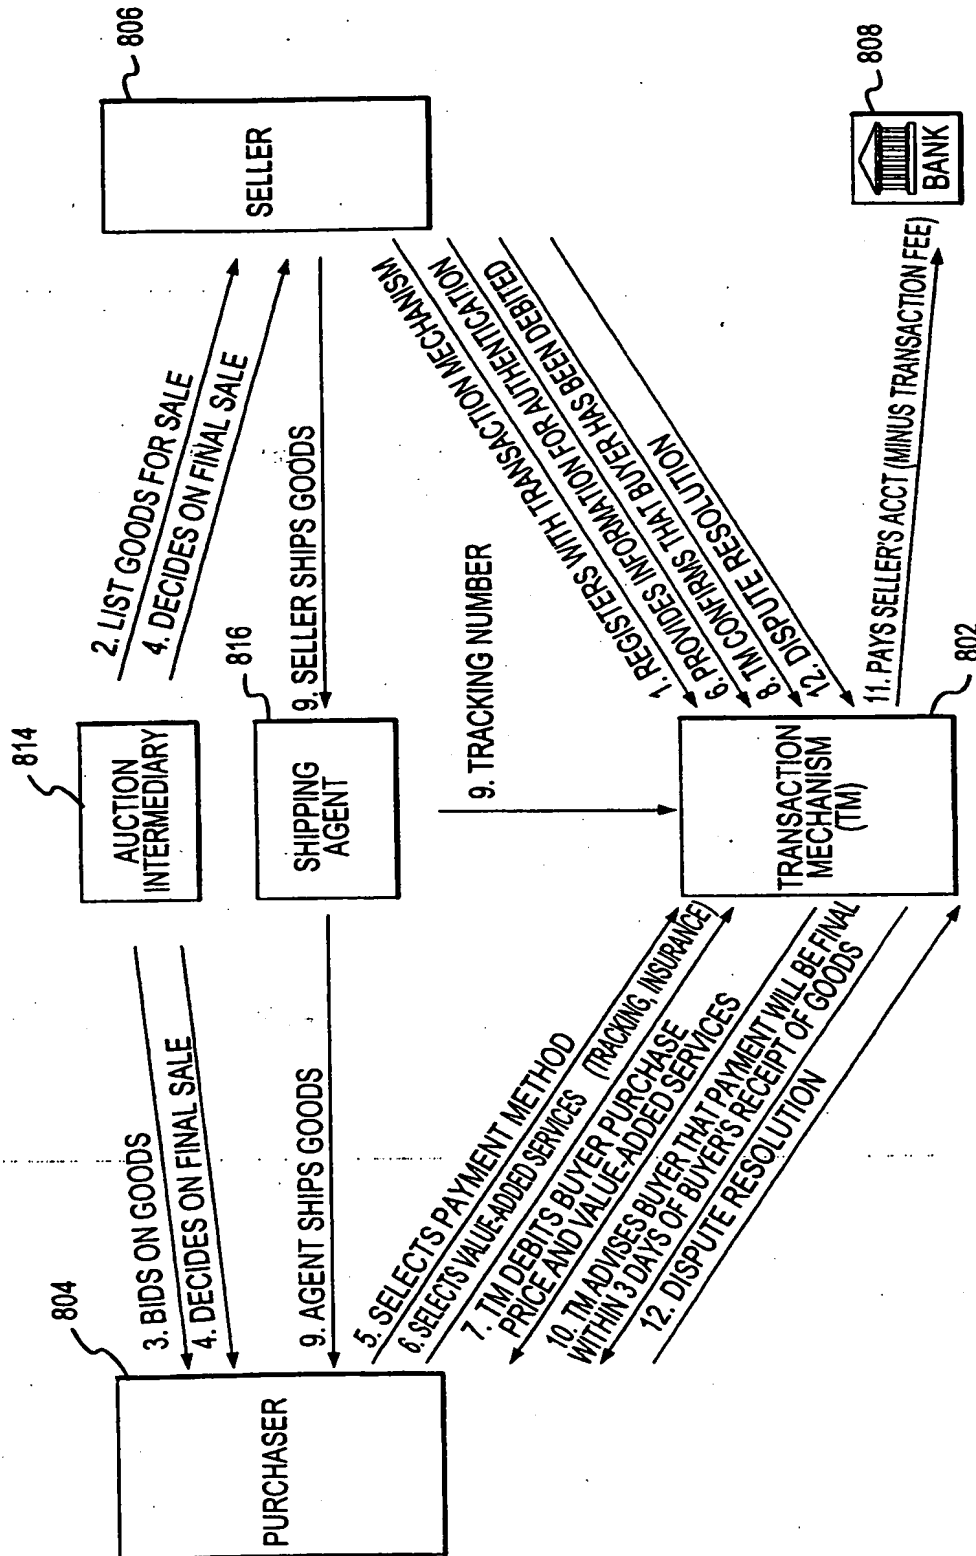 804
PURCHASER
3. BIDS ON GOODS
4. DECIDES ON FINAL SALE
814
AUCTION
INTERMEDIARY
2. LIST GOODS FOR SALE
4. DECIDES ON FINAL SALE
806
SELLER
9. AGENT SHIPS GOODS
816
SHIPPING
AGENT
9. SELLER SHIPS GOODS
9. TRACKING NUMBER
5. SELECTS PAYMENT METHOD
6. SELECTS VALUE-ADDED SERVICES (TRACKING, INSURANCE)
7. TM DEBITS BUYER PURCHASE
PRICE AND VALUE-ADDED SERVICES
10. TM ADVISES BUYER THAT PAYMENT WILL BE FINAL
WITHIN 3 DAYS OF BUYER'S RECEIPT OF GOODS
12. DISPUTE RESOLUTION
1. REGISTERS WITH TRANSACTION MECHANISM
6. PROVIDES INFORMATION FOR AUTHENTICATION
8. TM CONFIRMS THAT BUYER HAS BEEN DEBITED
12. DISPUTE RESOLUTION
TRANSACTION
MECHANISM
(TM)
802
11. PAYS SELLER'S ACCT (MINUS TRANSACTION FEE)
808
BANK